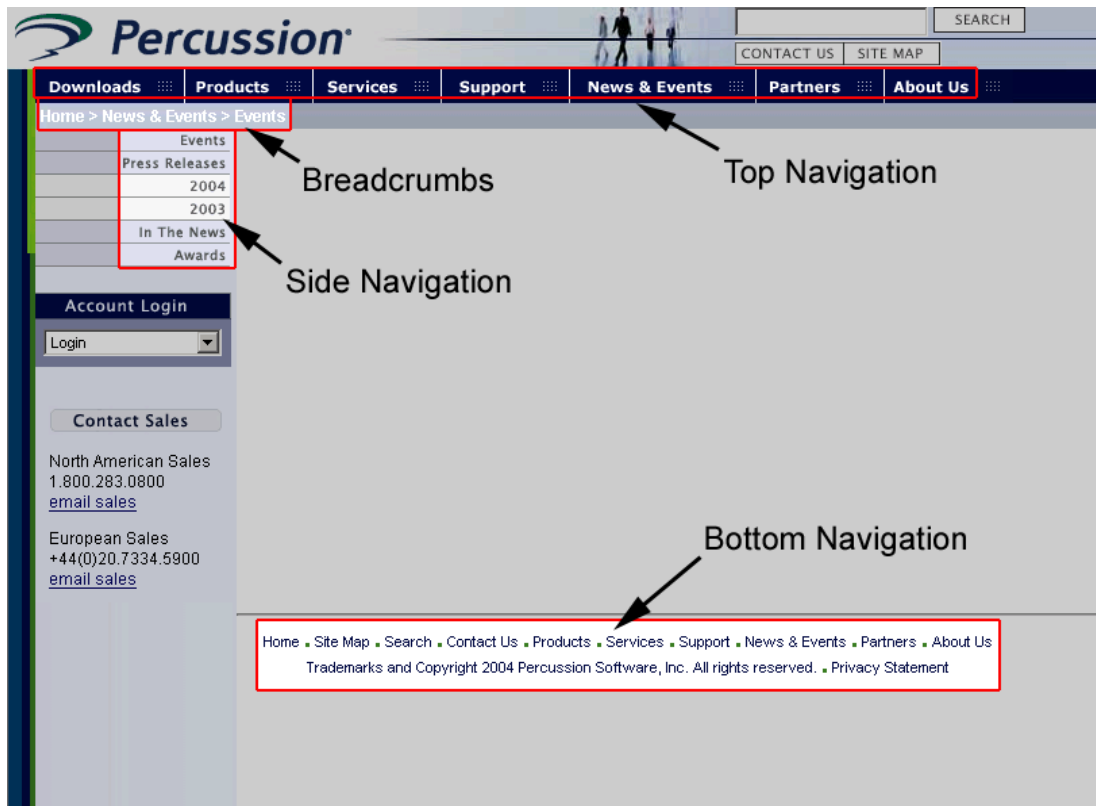 Percussion
SEARCH
CONTACT US SITE MAP
Downloads Products Services Support News & Events Partners About Us
Home > News & Events > Events
Events
Press Releases
2004
2003
In The News
Awards
Breadcrumbs
Top Navigation
Side Navigation
Account Login
Login
Contact Sales
North American Sales
1.800.283.0800
email sales
European Sales
+44(0)20.7334.5900
email sales
Bottom Navigation
Home . Site Map . Search . Contact Us . Products . Services . Support . News & Events . Partners . About Us
Trademarks and Copyright 2004 Percussion Software, Inc. All rights reserved. . Privacy Statement